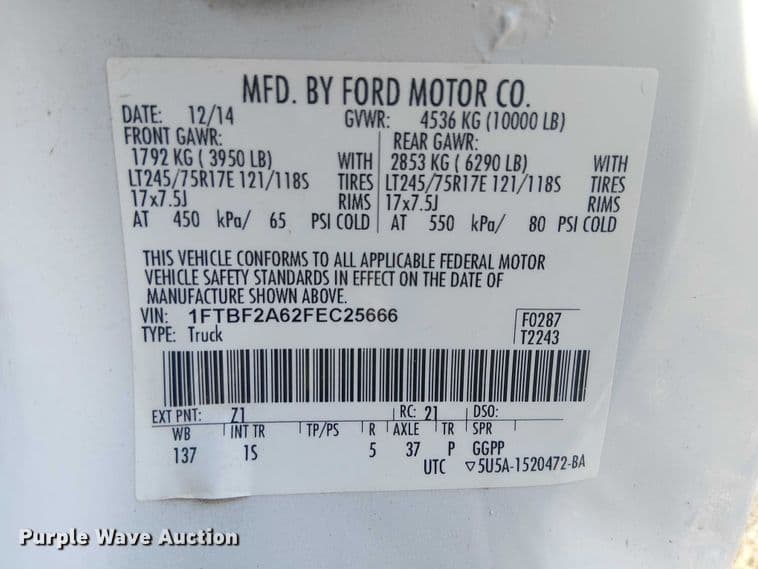 MFD. BY FORD MOTOR CO.
DATE: 12/14 GVWR: 4536 KG (10000 LB)
FRONT GAWR: REAR GAWR:
1792 KG ( 3950 LB) WITH 2853 KG ( 6290 LB) WITH
LT245/75R17E 121/118S TIRES LT245/75R17E 121/118S TIRES
17x7.5J RIMS 17x7.5J RIMS
AT 450 kPa/ 65 PSI COLD AT 550 kPa/ 80 PSI COLD
THIS VEHICLE CONFORMS TO ALL APPLICABLE FEDERAL MOTOR
VEHICLE SAFETY STANDARDS IN EFFECT ON THE DATE OF
MANUFACTURE SHOWN ABOVE.
VIN: 1FTBF2A62FEC25666 F0287
TYPE: Truck T2243
EXT PNT: Z1 RC: 21 DSO:
WB INT TR TP/PS R AXLE TR SPR
137 1S 5 37 P GGPP
UTC ▽5U5A-1520472-BA
Purple Wave Auction